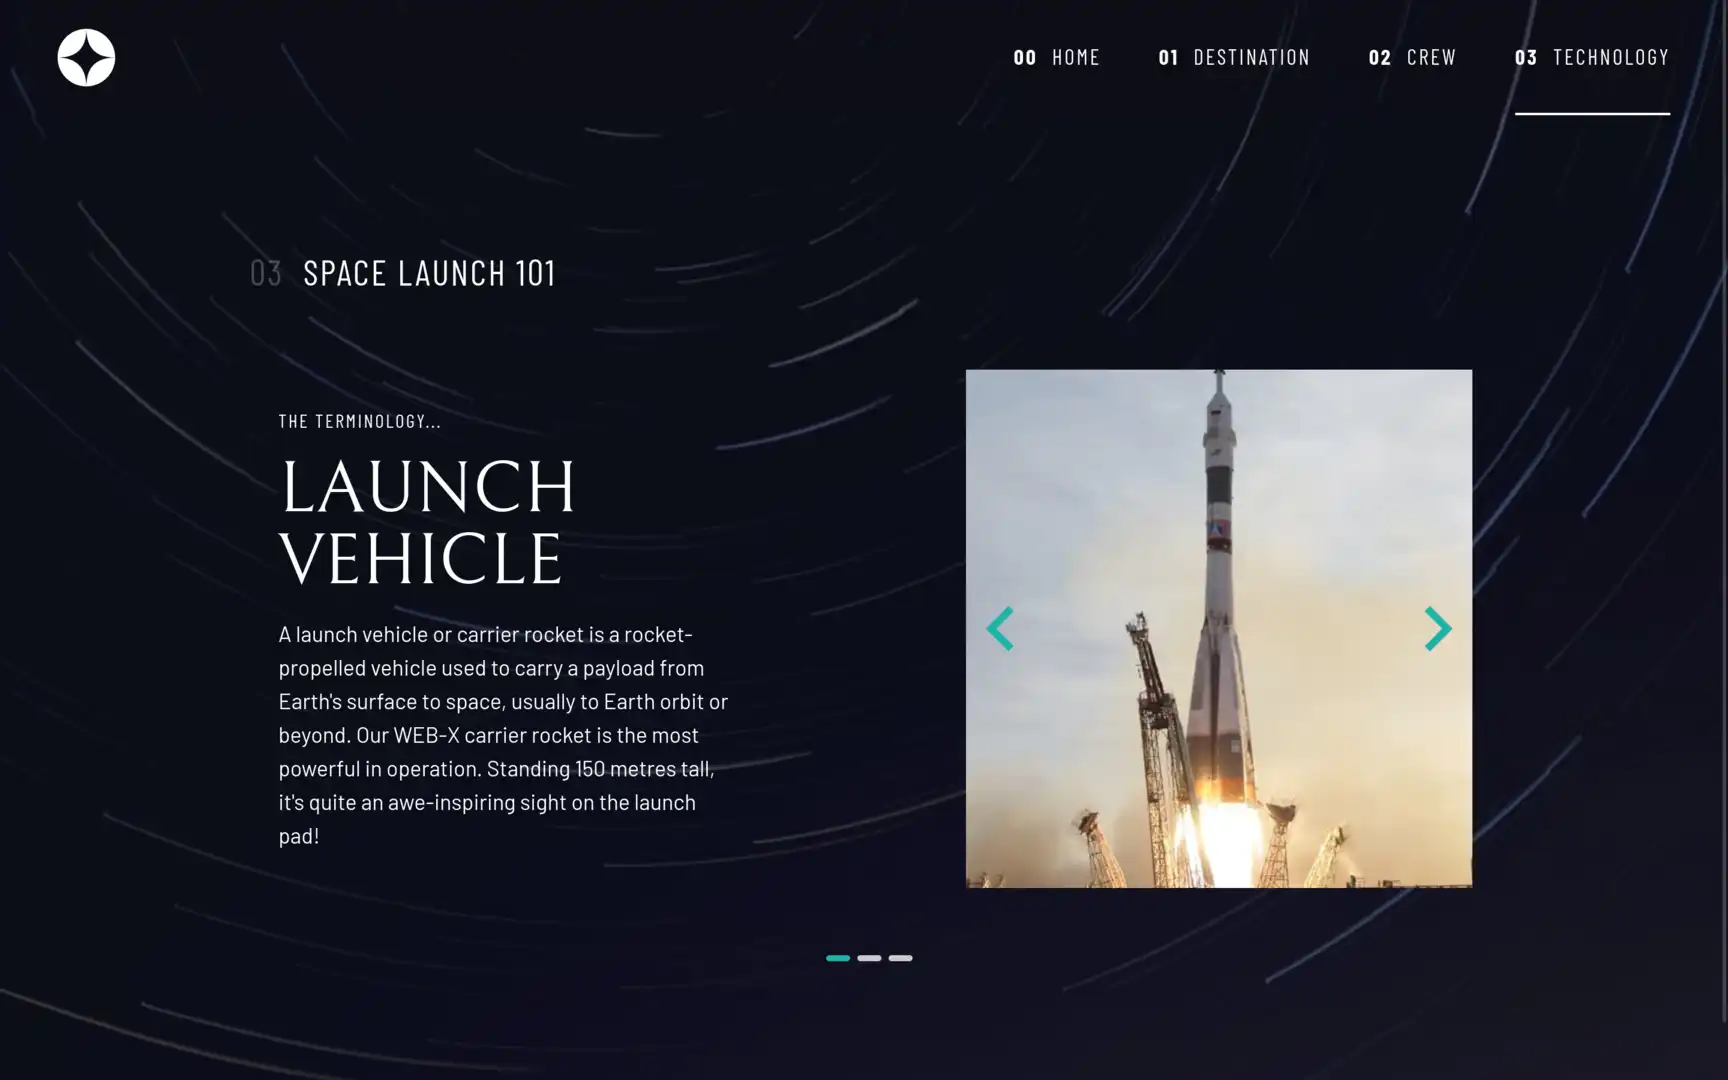 00 HOME 01 DESTINATION 02 CREW 03 TECHNOLOGY
03 SPACE LAUNCH 101
THE TERMINOLOGY...
LAUNCH
VEHICLE
A launch vehicle or carrier rocket is a rocket-
propelled vehicle used to carry a payload from
Earth's surface to space, usually to Earth orbit or
beyond. Our WEB-X carrier rocket is the most
powerful in operation. Standing 150 metres tall,
it's quite an awe-inspiring sight on the launch
pad!